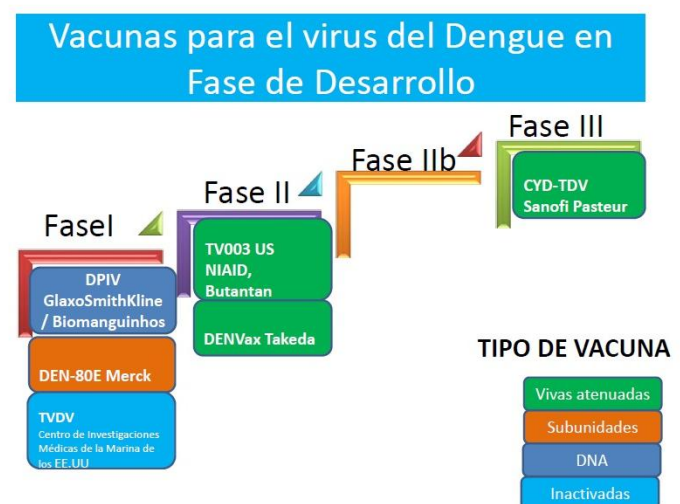 Vacunas para el virus del Dengue en
Fase de Desarrollo
Fase III
Fase IIb
Fase II
FaseI
CYD-TDV
Sanofi Pasteur
TV003 US
NIAID,
Butantan
DENVax Takeda
DPIV
GlaxoSmithKline
/ Biomanguinhos
DEN-80E Merck
TVDV
Centro de Investigaciones
Médicas de la Marina de
los EE.UU
TIPO DE VACUNA
Vivas atenuadas
Subunidades
DNA
Inactivadas